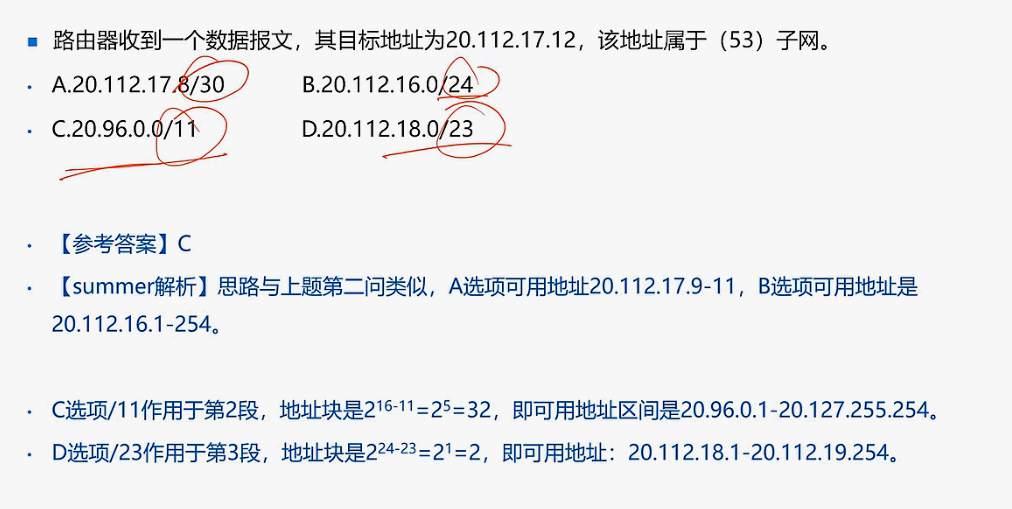 ■ 路由器收到一个数据报文，其目标地址为20.112.17.12，该地址属于（53）子网。
• A.20.112.17.8/30 B.20.112.16.0/24
• C.20.96.0.0/11 D.20.112.18.0/23
• 【参考答案】C
• 【summer解析】思路与上题第二问类似，A选项可用地址20.112.17.9-11，B选项可用地址是
20.112.16.1-254。
• C选项/11作用于第2段，地址块是2¹⁶⁻¹¹=2⁵=32，即可用地址区间是20.96.0.1-20.127.255.254。
• D选项/23作用于第3段，地址块是2²⁴⁻²³=2¹=2，即可用地址：20.112.18.1-20.112.19.254。